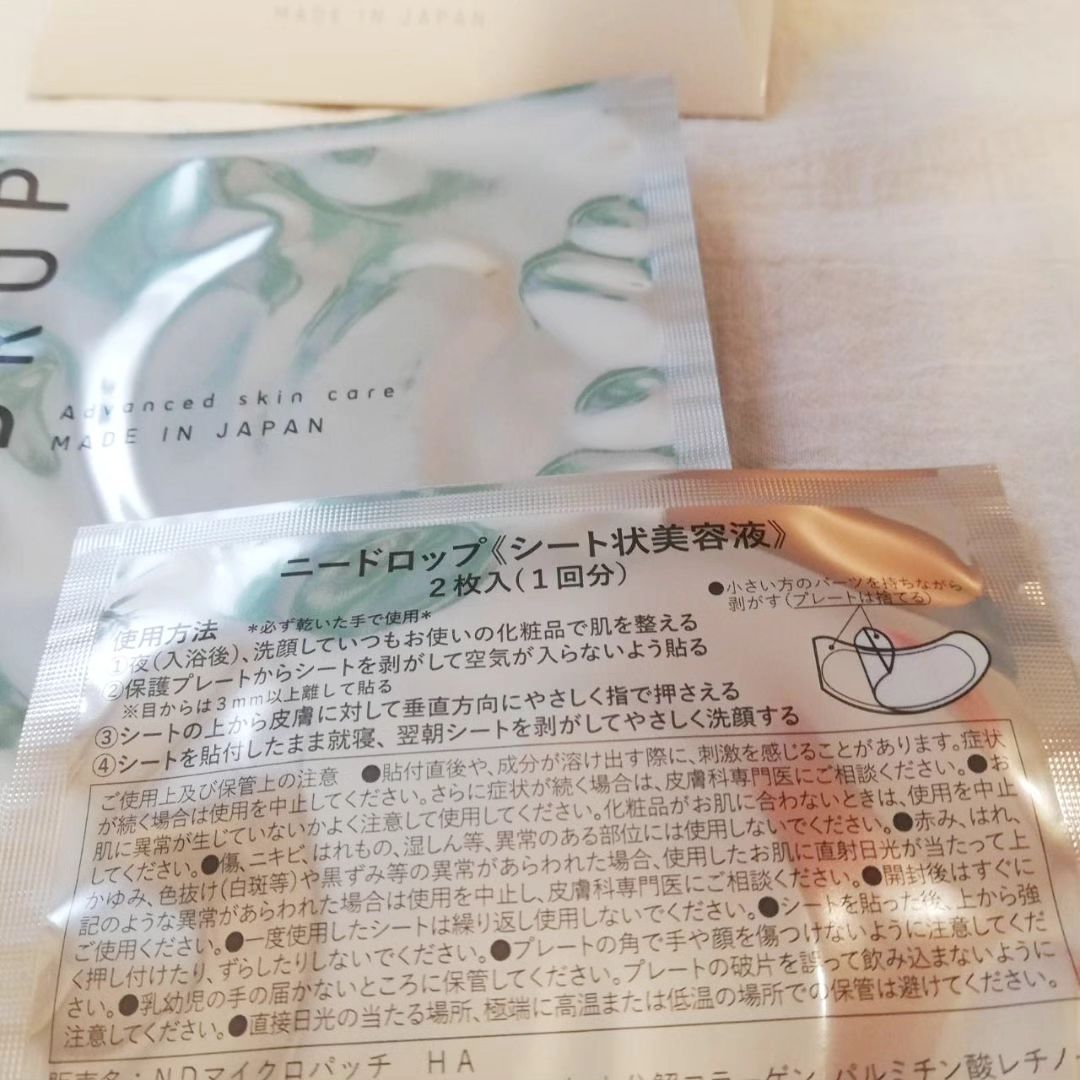 MADE IN JAPAN
Advanced skin care
MADE IN JAPAN
ニードロップ《シート状美容液》
2枚入(1回分)
使用方法 *必ず乾いた手で使用*
①夜(入浴後)、洗顔していつもお使いの化粧品で肌を整える
②保護プレートからシートを剥がして空気が入らないよう貼る
※目からは3mm以上離して貼る
③シートの上から皮膚に対して垂直方向にやさしく指で押さえる
④シートを貼付したまま就寝、翌朝シートを剥がしてやさしく洗顔する
●小さい方のパーツを持ちながら
剥がす(プレートは捨てる)
ご使用上及び保管上の注意 ●貼付直後や、成分が溶け出す際に、刺激を感じることがあります。症状
が続く場合は使用を中止してください。さらに症状が続く場合は、皮膚科専門医にご相談ください。●お
肌に異常が生じていないかよく注意して使用してください。化粧品がお肌に合わないときは、使用を中止
してください。●傷、ニキビ、はれもの、湿しん等、異常のある部位には使用しないでください。●赤み、はれ、
かゆみ、色抜け(白斑等)や黒ずみ等の異常があらわれた場合、使用したお肌に直射日光が当たって上
記のような異常があらわれた場合は使用を中止し、皮膚科専門医にご相談ください。●開封後はすぐに
ご使用ください。●一度使用したシートは繰り返し使用しないでください。●シートを貼った後、上から強
く押し付けたり、ずらしたりしないでください。●プレートの角で手や顔を傷つけないように注意してくだ
さい。●乳幼児の手の届かないところに保管してください。プレートの破片を誤って飲み込まないように
注意してください。●直接日光の当たる場所、極端に高温または低温の場所での保管は避けてください。
販売名：NDマイクロパッチ HA
パルミチン酸レチノ